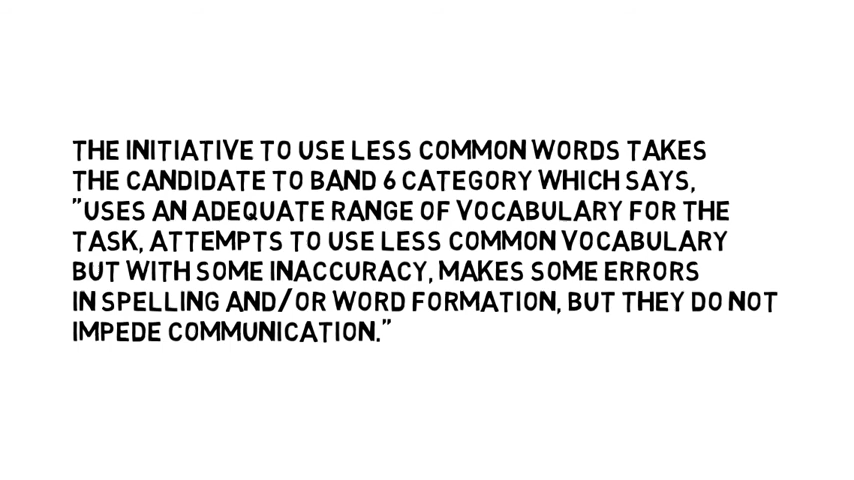 THE INITIATIVE TO USE LESS COMMON WORDS TAKES
THE CANDIDATE TO BAND 6 CATEGORY WHICH SAYS,
"USES AN ADEQUATE RANGE OF VOCABULARY FOR THE
TASK, ATTEMPTS TO USE LESS COMMON VOCABULARY
BUT WITH SOME INACCURACY, MAKES SOME ERRORS
IN SPELLING AND/OR WORD FORMATION, BUT THEY DO NOT
IMPEDE COMMUNICATION."